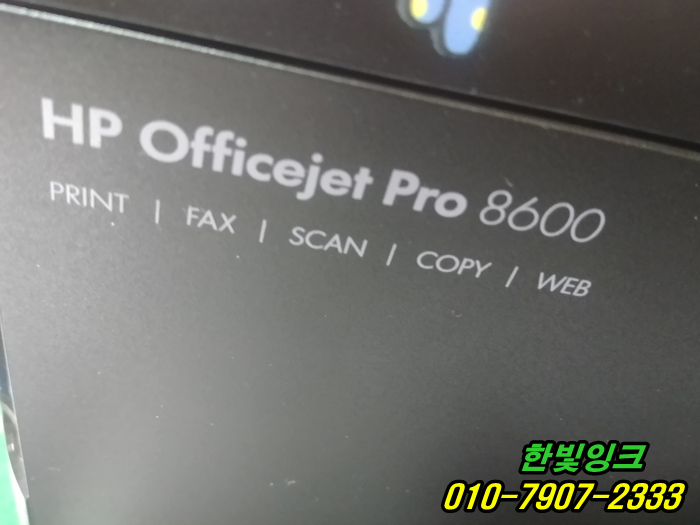 HP Officejet Pro 8600
PRINT | FAX | SCAN | COPY | WEB
한빛잉크
010-7907-2333